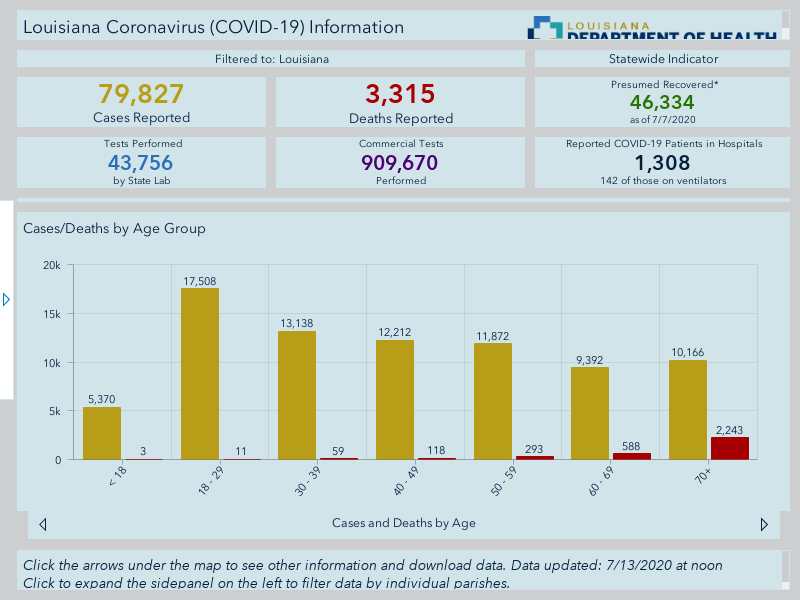 Louisiana Coronavirus (COVID-19) Information
LOUISIANA
DEPARTMENT OF HEALTH
Filtered to: Louisiana
Statewide Indicator
79,827
Cases Reported
3,315
Deaths Reported
Presumed Recovered*
46,334
as of 7/7/2020
Tests Performed
43,756
by State Lab
Commercial Tests
909,670
Performed
Reported COVID-19 Patients in Hospitals
1,308
142 of those on ventilators
Cases/Deaths by Age Group
20k
15k
10k
5k
0
5,370
3
17,508
11
13,138
59
12,212
118
11,872
293
9,392
588
10,166
2,243
< 18
18 - 29
30 - 39
40 - 49
50 - 59
60 - 69
70+
Cases and Deaths by Age
Click the arrows under the map to see other information and download data. Data updated: 7/13/2020 at noon
Click to expand the sidepanel on the left to filter data by individual parishes.